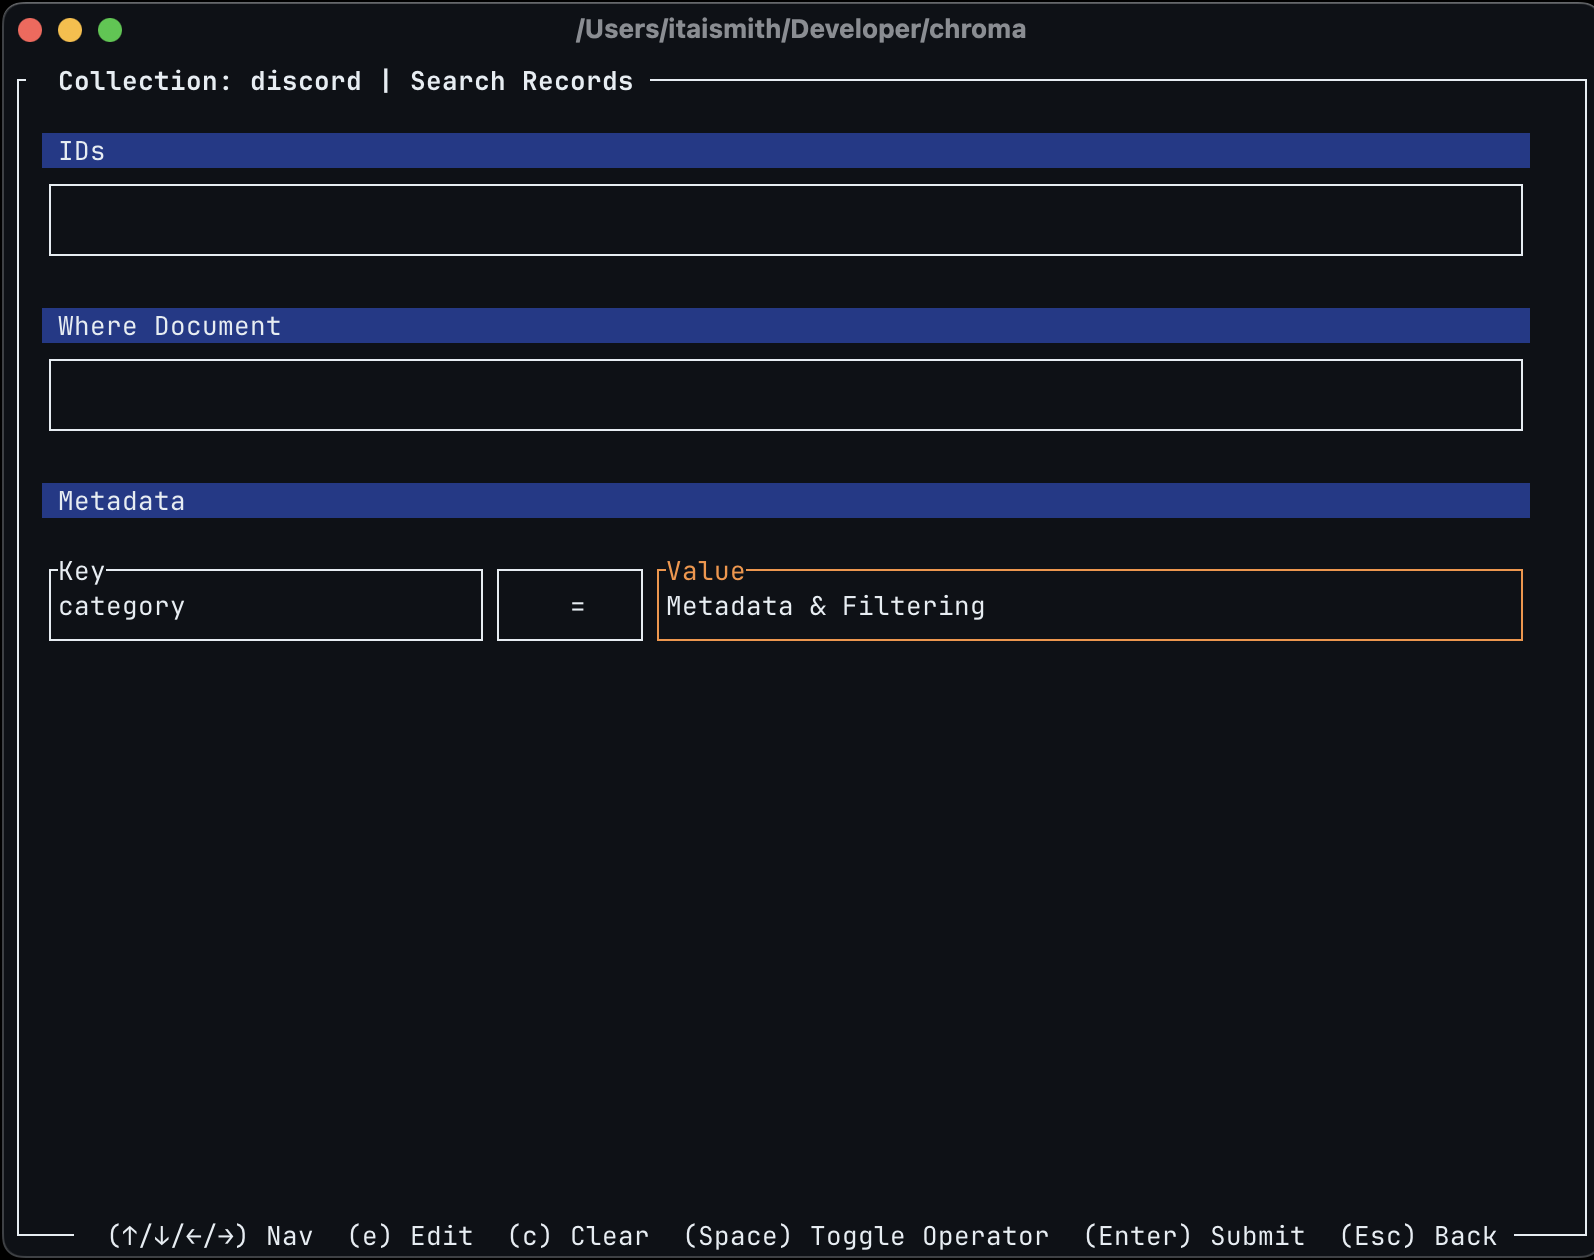 /Users/itaismith/Developer/chroma
Collection: discord | Search Records
IDs
Where Document
Metadata
Key
category
=
Value
Metadata & Filtering
(↑/↓/←/→) Nav (e) Edit (c) Clear (Space) Toggle Operator (Enter) Submit (Esc) Back